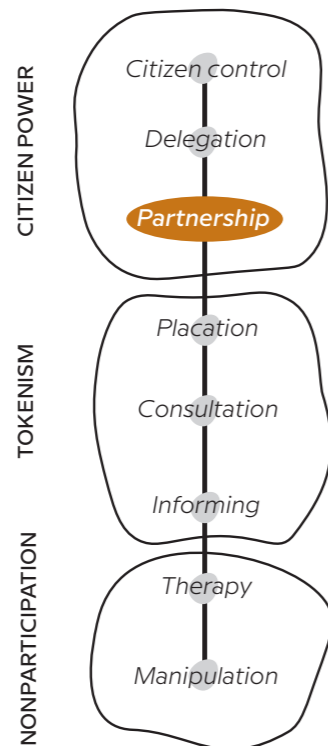 CITIZEN POWER
Citizen control
Delegation
Partnership
TOKENISM
Placation
Consultation
Informing
NONPARTICIPATION
Therapy
Manipulation